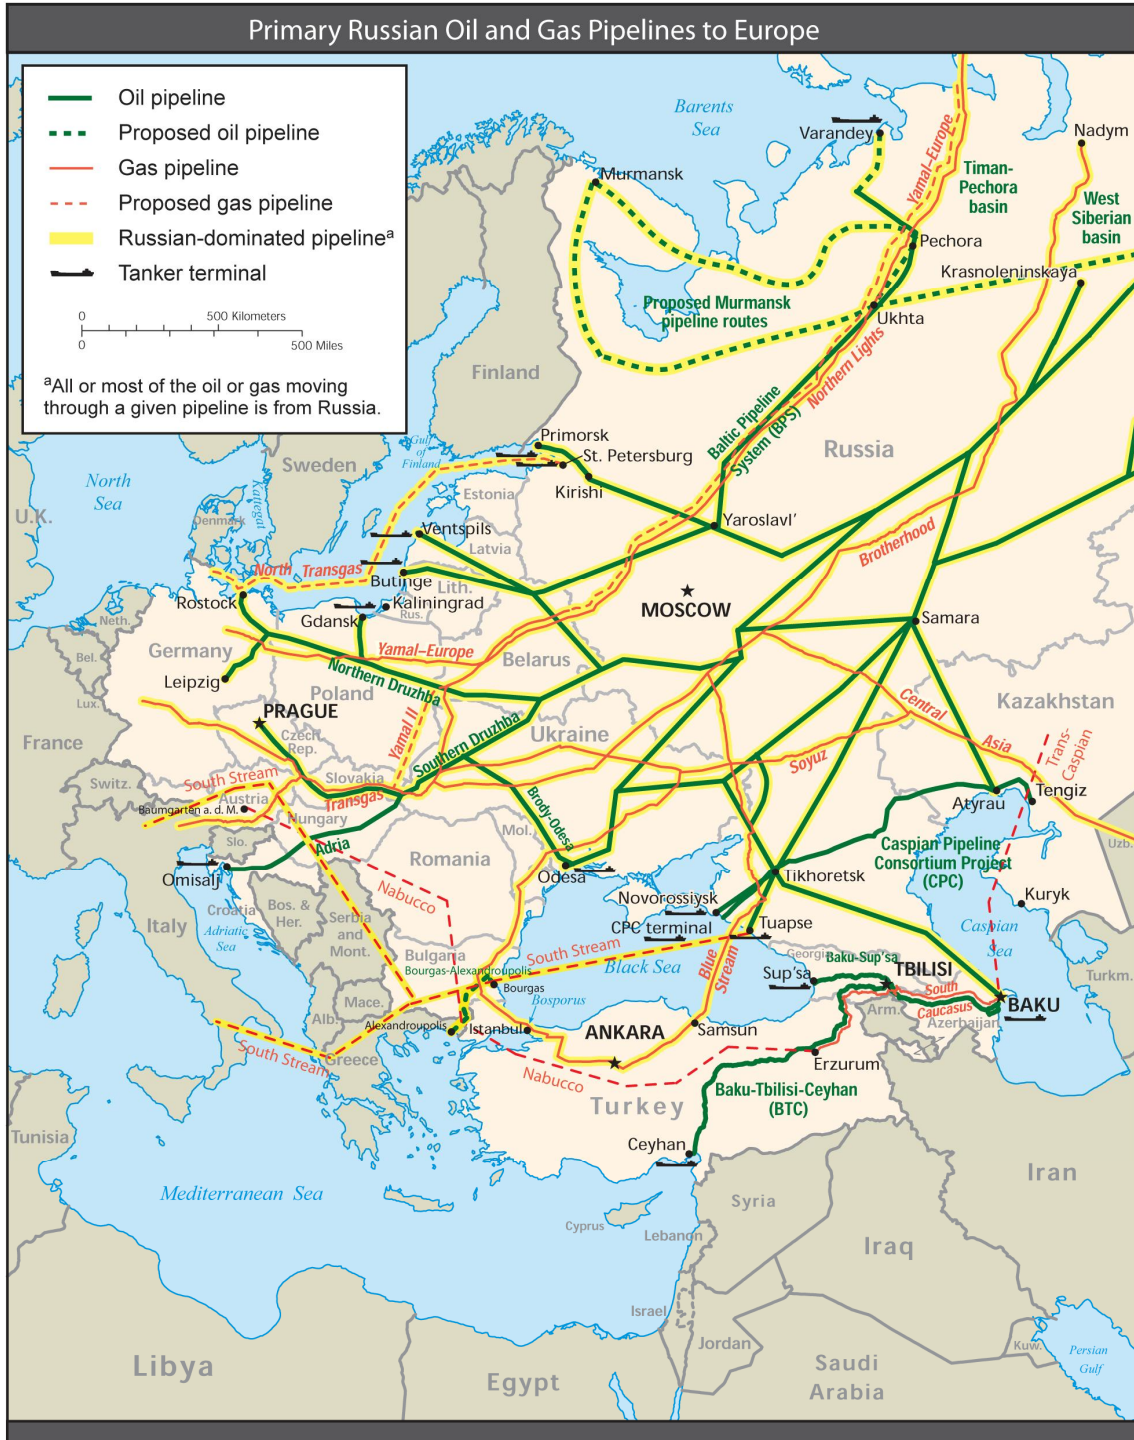 Primary Russian Oil and Gas Pipelines to Europe
Oil pipeline
Proposed oil pipeline
Gas pipeline
Proposed gas pipeline
Russian-dominated pipelineᵃ
Tanker terminal
0 500 Kilometers
0 500 Miles
ᵃAll or most of the oil or gas moving
through a given pipeline is from Russia.
Barents
Sea
Varandey
Nadym
Murmansk
Yamal–Europe
Timan-
Pechora
basin
West
Siberian
basin
Pechora
Krasnoleninskaya
Proposed Murmansk
pipeline routes
Ukhta
Northern Lights
Finland
Baltic Pipeline
System (BPS)
Russia
Primorsk
Gulf
of
Finland
St. Petersburg
Kirishi
Sweden
North
Sea
Kattegat
Estonia
U.K.
Denmark
Ventspils
Yaroslavl'
Latvia
Brotherhood
North Transgas
Butinge
Lith.
MOSCOW
Rostock
Kaliningrad
Rus.
Gdansk
Samara
Neth.
Germany
Yamal–Europe
Belarus
Bel.
Northern Druzhba
Leipzig
Poland
Kazakhstan
Lux.
PRAGUE
Central
Asia
Trans-
Caspian
France
Czech
Rep.
Yamal II
Southern Druzhba
Ukraine
Soyuz
Switz.
South Stream
Slovakia
Austria
Transgas
Baumgarten a. d. M.
Hungary
Brody-Odesa
Atyrau
Tengiz
Slo.
Adria
Mol.
Romania
Caspian Pipeline
Consortium Project
(CPC)
Uzb.
Omisalj
Odesa
Tikhoretsk
Nabucco
Novorossiysk
Kuryk
Italy
Croatia
Bos. &
Her.
Serbia
and
Mont.
CPC terminal
Tuapse
Caspian
Sea
Adriatic
Sea
Bulgaria
South Stream
Black Sea
Blue
Stream
Georgia
Baku-Sup'sa
TBILISI
Bourgas-Alexandroupolis
Bourgas
Sup'sa
Turkm.
South
Caucasus
BAKU
Mace.
Bosporus
Alb.
Alexandroupolis
Istanbul
ANKARA
Samsun
Arm.
Azerbaijan
South Stream
Greece
Erzurum
Nabucco
Turkey
Baku-Tbilisi-Ceyhan
(BTC)
Tunisia
Ceyhan
Iran
Mediterranean Sea
Syria
Cyprus
Lebanon
Iraq
Israel
Jordan
Kuw.
Persian
Gulf
Libya
Egypt
Saudi
Arabia